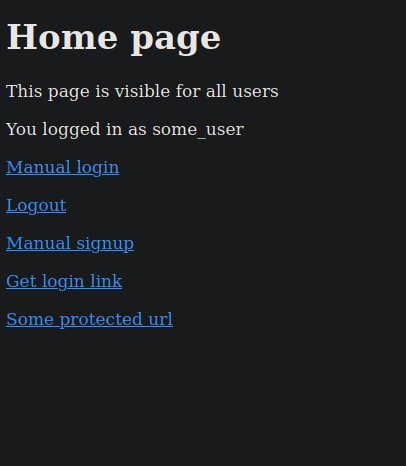 Home page
This page is visible for all users
You logged in as some_user
Manual login
Logout
Manual signup
Get login link
Some protected url